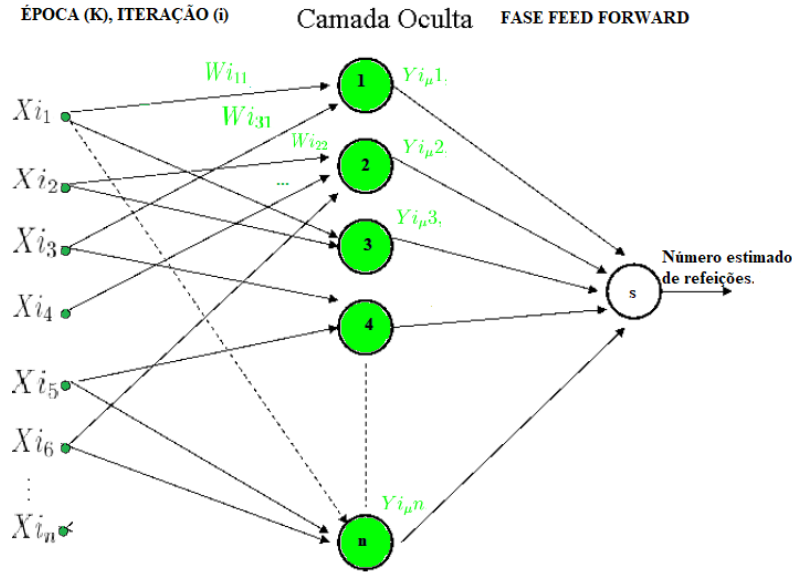 ÉPOCA (K), ITERAÇÃO (i)
Camada Oculta
FASE FEED FORWARD
Xi₁
Xi₂
Xi₃
Xi₄
Xi₅
Xi₆
⋮
Xiₙ
Wi₁₁
...
Wi₃₁
Wi₂₂
...
1
2
3
4
n
Yiμ1,
Yiμ2
Yiμ3,
Yiμn
s
Número estimado
de refeições.